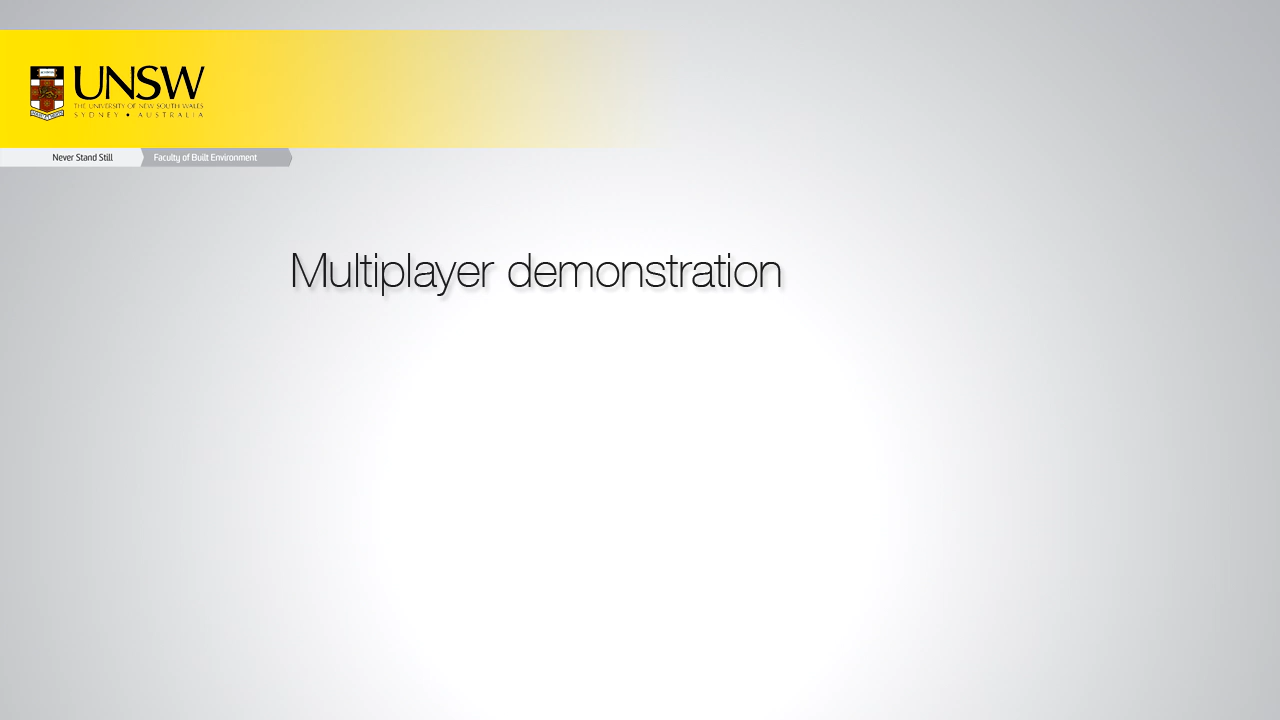 UNSW
THE UNIVERSITY OF NEW SOUTH WALES
SYDNEY • AUSTRALIA
Never Stand Still
Faculty of Built Environment
Multiplayer demonstration